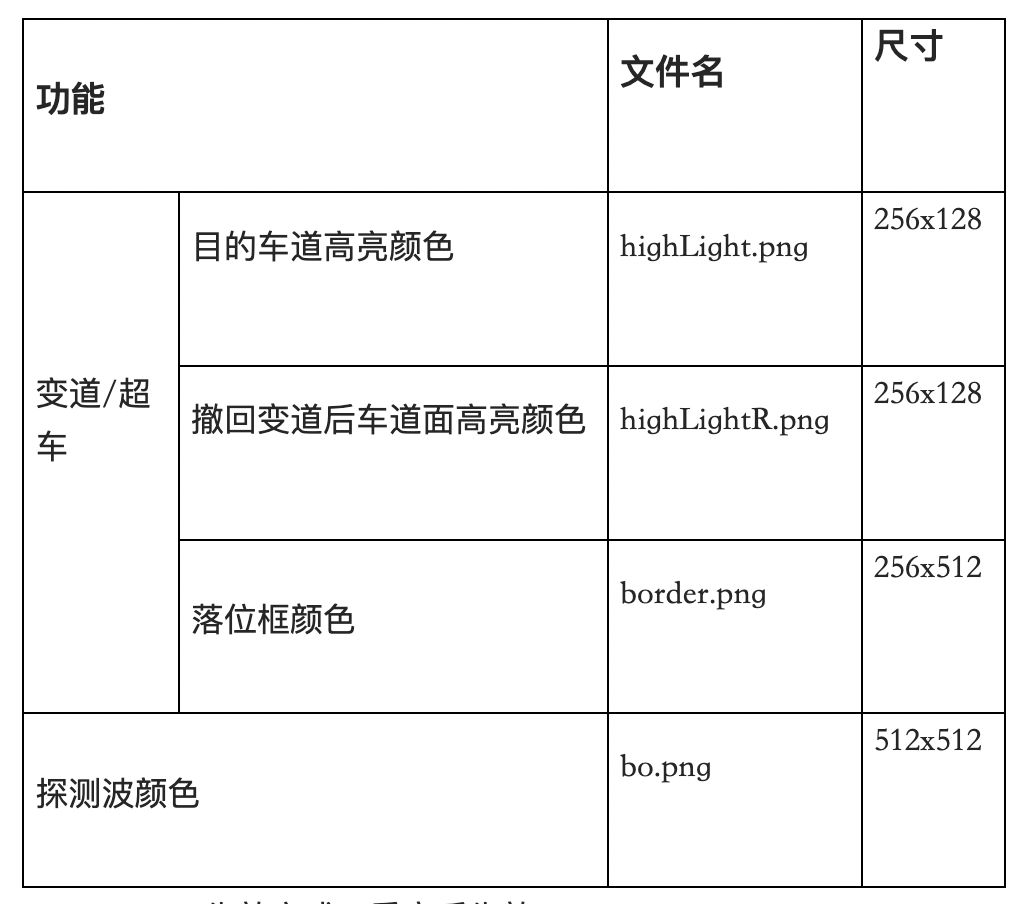 功能
文件名
尺寸
变道/超
车
目的车道高亮颜色
highLight.png
256x128
撤回变道后车道面高亮颜色
highLightR.png
256x128
落位框颜色
border.png
256x512
探测波颜色
bo.png
512x512